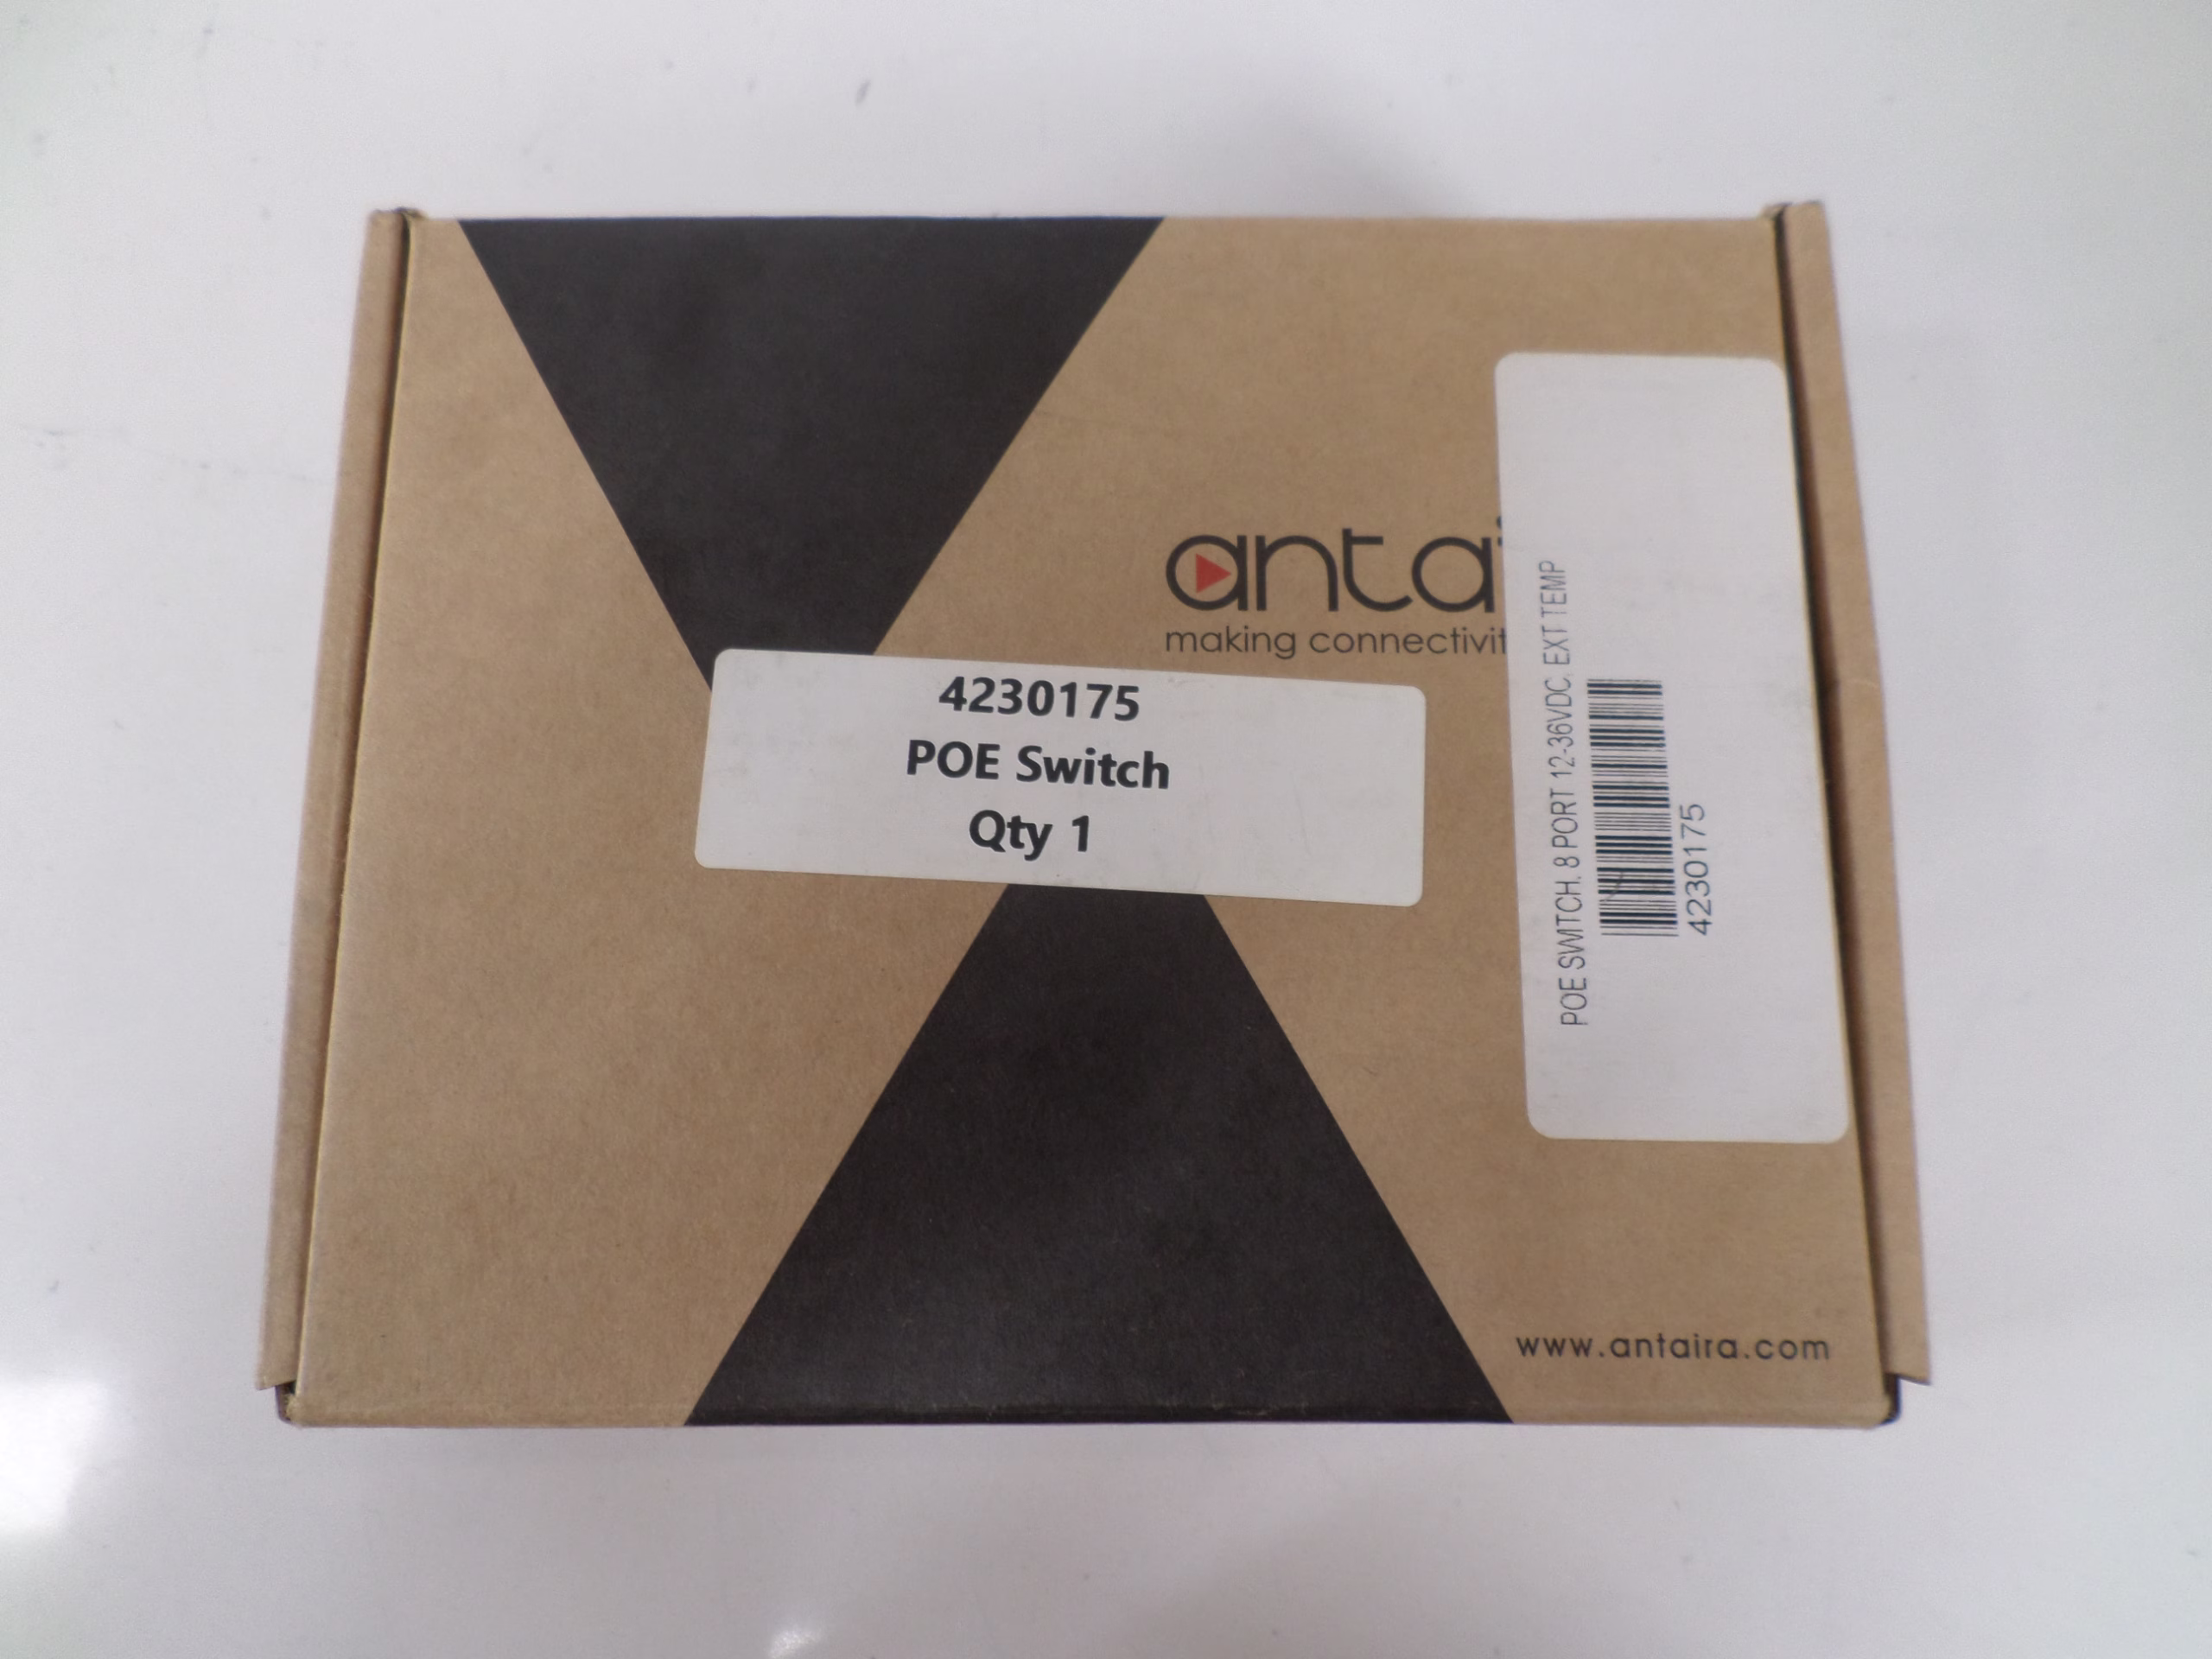 anta
making connectivit
4230175
POE Switch
Qty 1
POE SWITCH, 8 PORT 12-36VDC, EXT TEMP
4230175
www.antaira.com